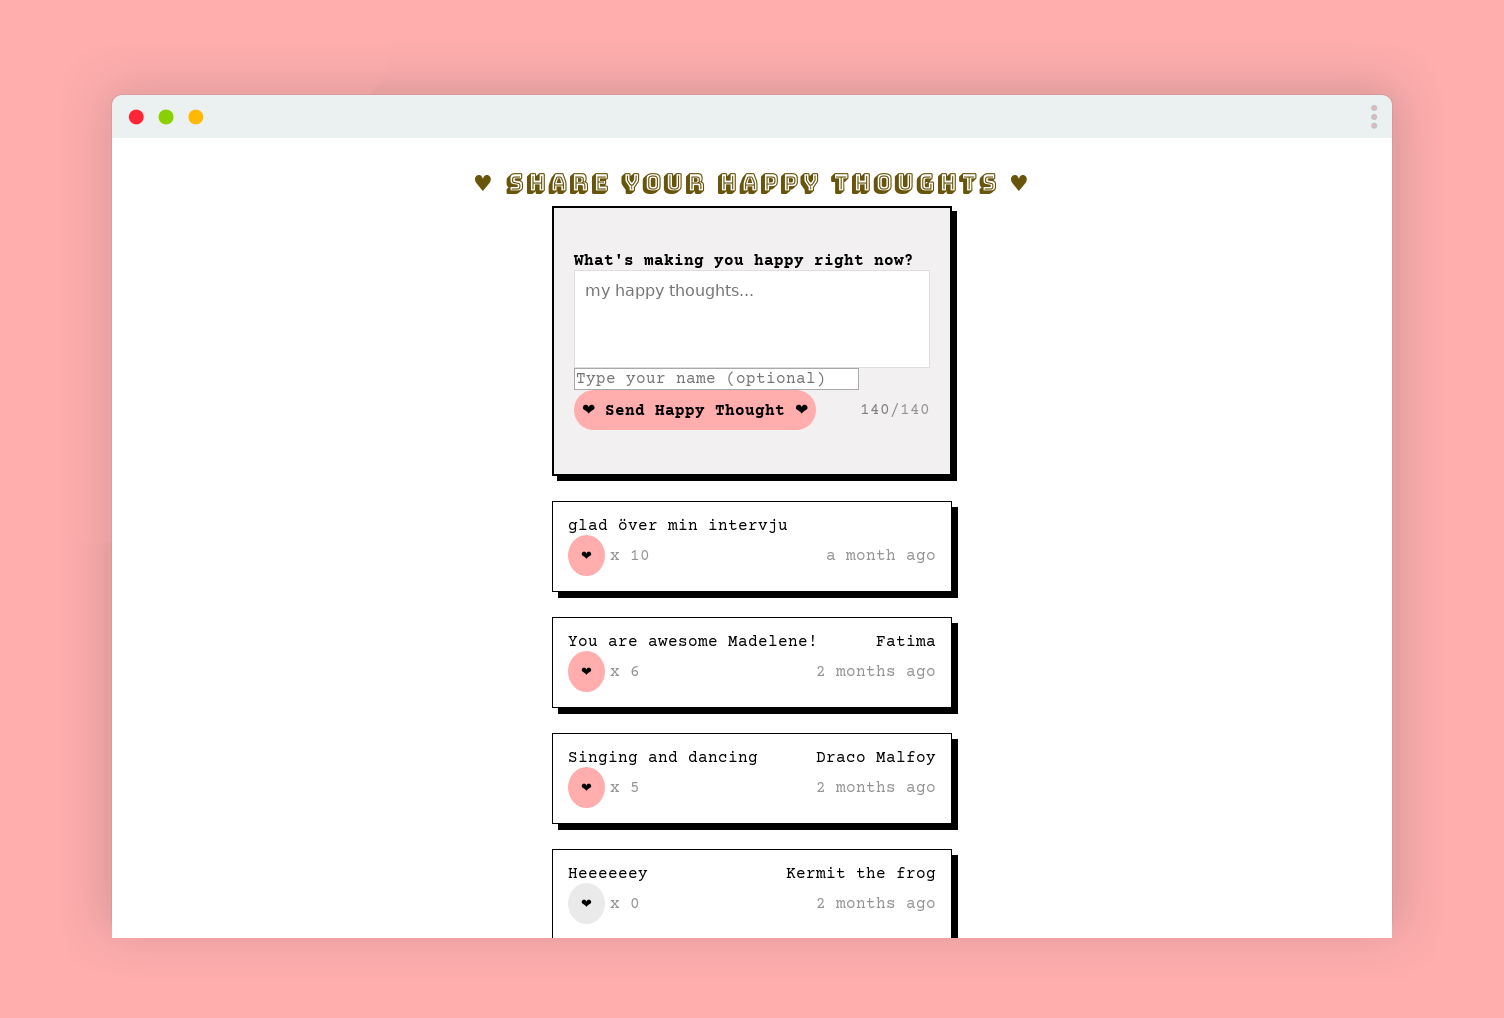 ♥ SHARE YOUR HAPPY THOUGHTS ♥
What's making you happy right now?
my happy thoughts...
Type your name (optional)
❤ Send Happy Thought ❤ 140/140
glad över min intervju
❤ x 10 a month ago
You are awesome Madelene! Fatima
❤ x 6 2 months ago
Singing and dancing Draco Malfoy
❤ x 5 2 months ago
Heeeeeey Kermit the frog
❤ x 0 2 months ago